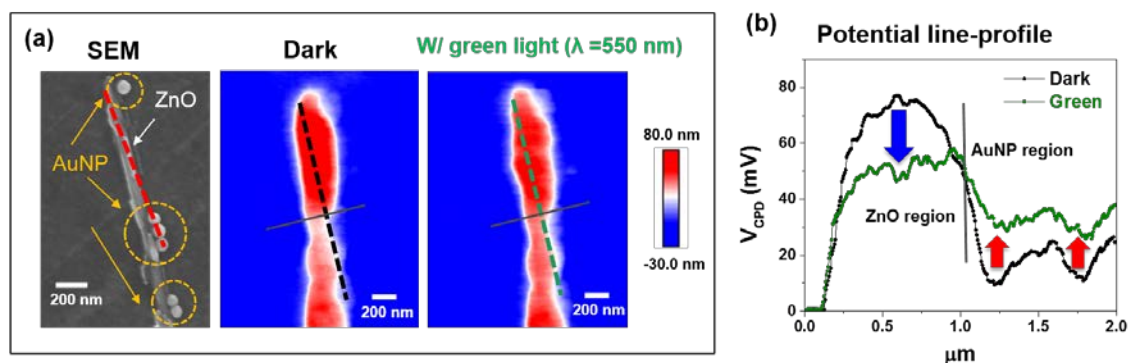 (a)
SEM
Dark
W/ green light (λ =550 nm)
ZnO
AuNP
200 nm
200 nm
200 nm
80.0 nm
-30.0 nm
(b)
Potential line-profile
Dark
Green
AuNP region
ZnO region
V_CPD (mV)
80
60
40
20
0
0.0
0.5
1.0
1.5
2.0
μm